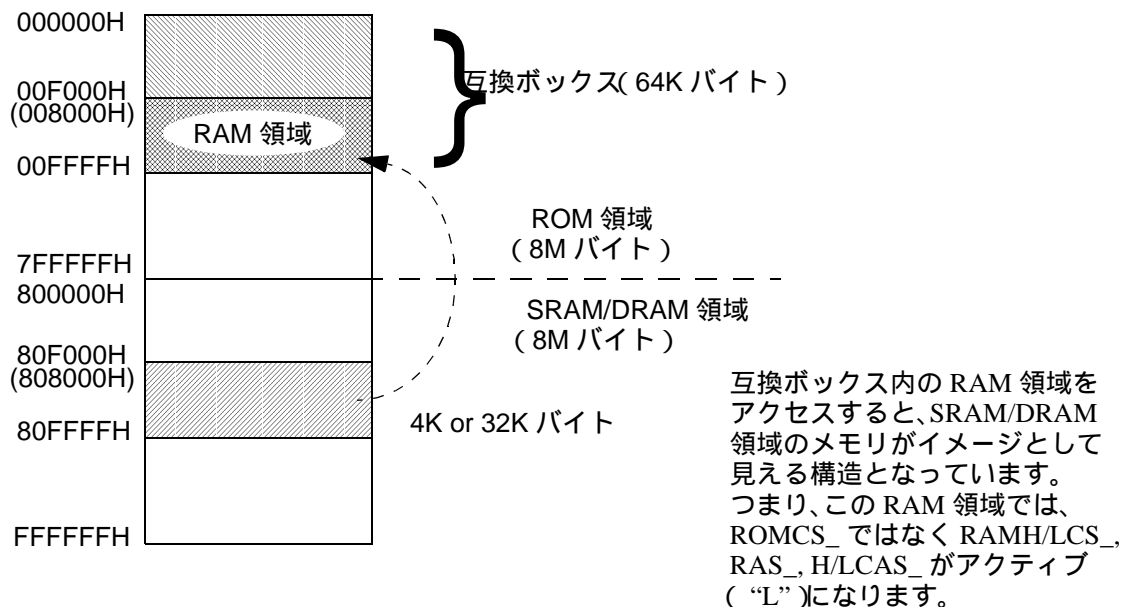 000000H
00F000H
(008000H)
00FFFFH
7FFFFFH
800000H
80F000H
(808000H)
80FFFFH
FFFFFFH
RAM 領域
互換ボックス( 64K バイト )
ROM 領域
( 8M バイト )
SRAM/DRAM 領域
( 8M バイト )
4K or 32K バイト
互換ボックス内の RAM 領域を
アクセスすると、SRAM/DRAM
領域のメモリがイメージとして
見える構造となっています。
つまり、この RAM 領域では、
ROMCS_ ではなく RAMH/LCS_,
RAS_, H/LCAS_ がアクティブ
( “L” )になります。